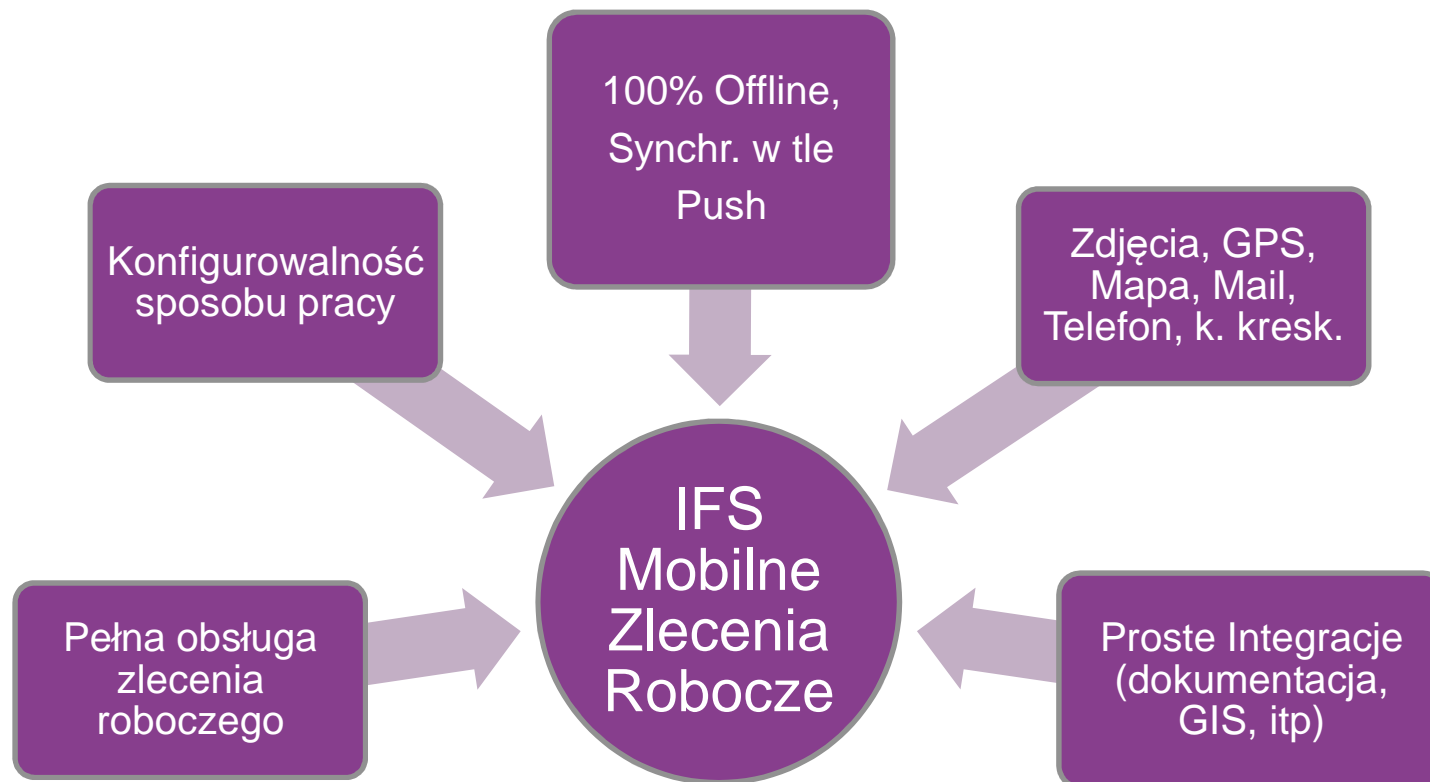 100% Offline,
Synchr. w tle
Push
Konfigurowalność
sposobu pracy
Zdjęcia, GPS,
Mapa, Mail,
Telefon, k. kresk.
IFS
Mobilne
Zlecenia
Robocze
Pełna obsługa
zlecenia
roboczego
Proste Integracje
(dokumentacja,
GIS, itp)